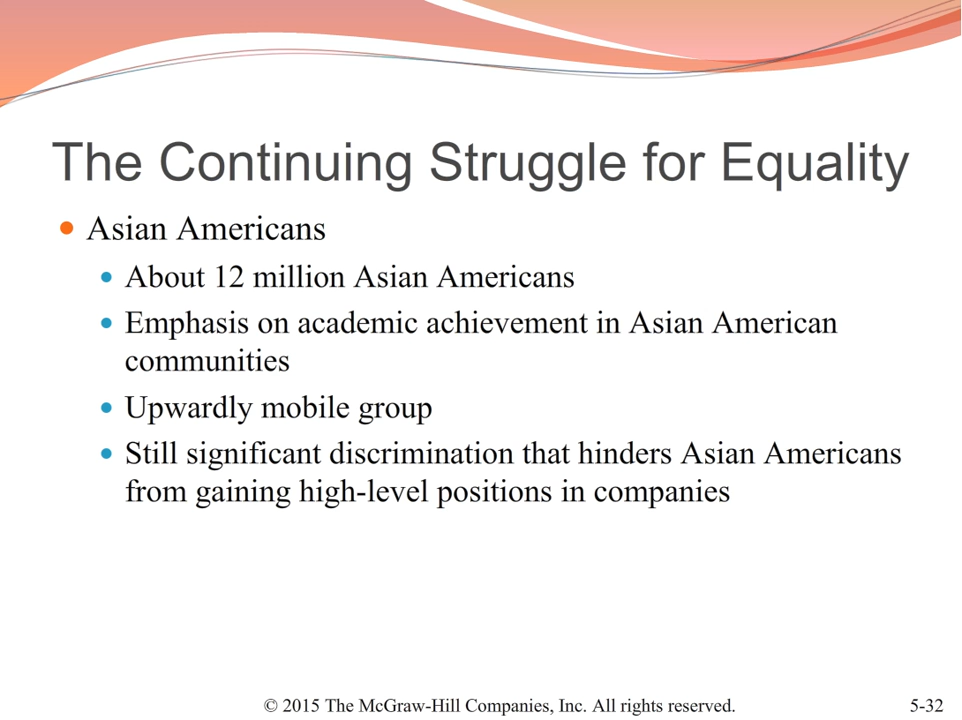 The Continuing Struggle for Equality
• Asian Americans
• About 12 million Asian Americans
• Emphasis on academic achievement in Asian American
communities
• Upwardly mobile group
• Still significant discrimination that hinders Asian Americans
from gaining high-level positions in companies
© 2015 The McGraw-Hill Companies, Inc. All rights reserved.
5-32